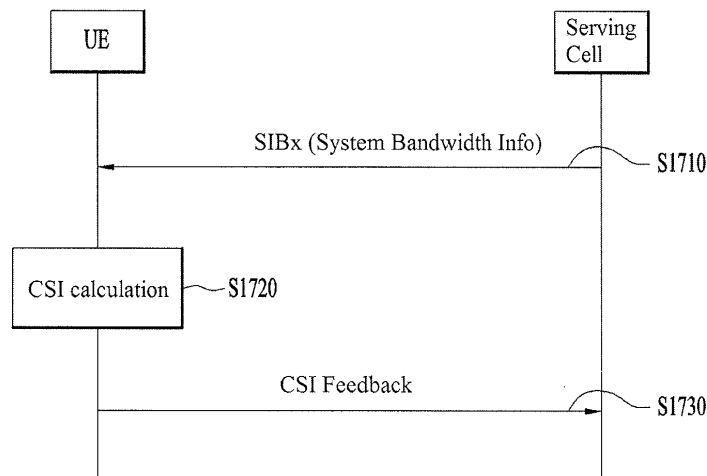 UE
Serving
Cell
SIBx (System Bandwidth Info)
S1710
CSI calculation
S1720
CSI Feedback
S1730